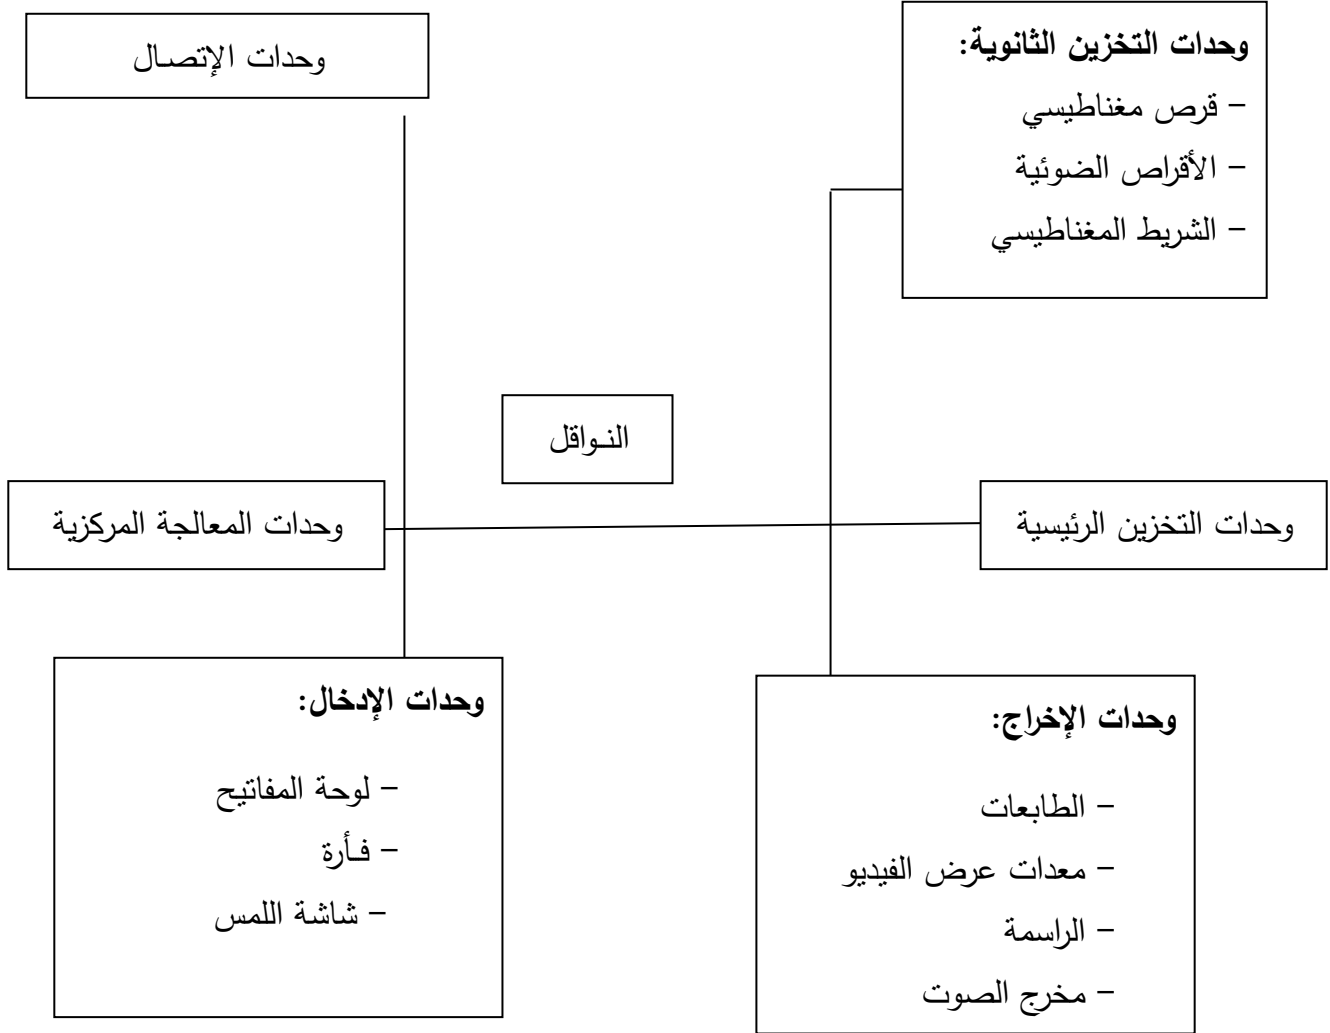 وحدات التخزين الثانوية:
– قرص مغناطيسي
– الأقراص الضوئية
– الشريط المغناطيسي
وحدات الإتصال
النواقل
وحدات التخزين الرئيسية
وحدات المعالجة المركزية
وحدات الإخراج:
– الطابعات
– معدات عرض الفيديو
– الراسمة
– مخرج الصوت
وحدات الإدخال:
– لوحة المفاتيح
– فأرة
– شاشة اللمس